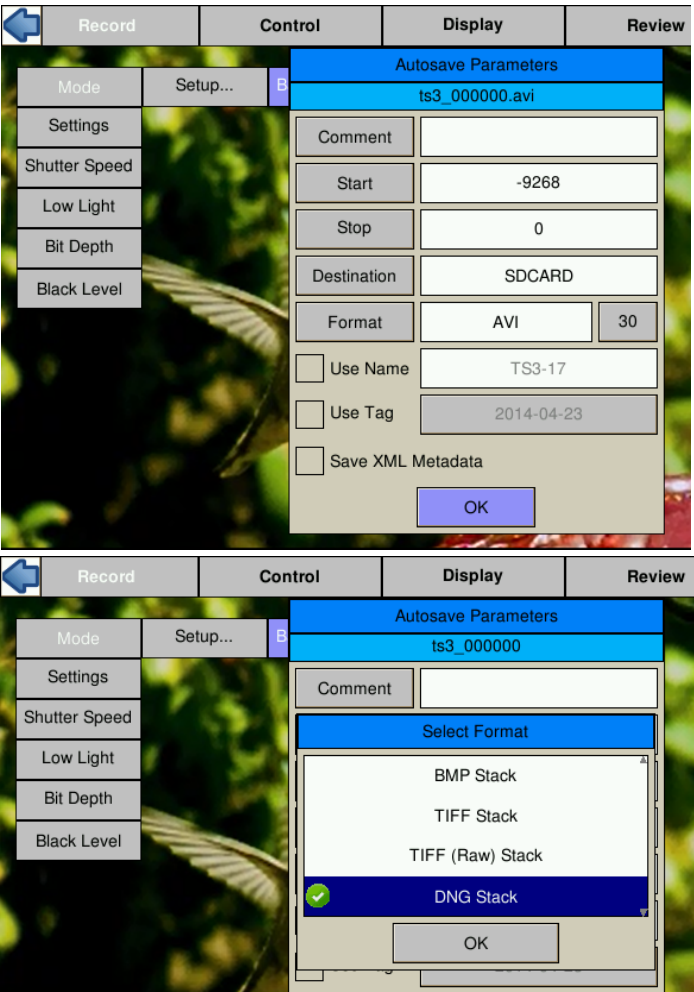 Record Control Display Review
Autosave Parameters
Mode Setup... B
ts3_000000.avi
Settings
Comment
Shutter Speed
Start -9268
Low Light
Stop 0
Bit Depth
Destination SDCARD
Black Level
Format AVI 30
Use Name TS3-17
Use Tag 2014-04-23
Save XML Metadata
OK
Record Control Display Review
Autosave Parameters
Mode Setup... B
ts3_000000
Settings
Comment
Shutter Speed
Select Format
Low Light
BMP Stack
Bit Depth
TIFF Stack
Black Level
TIFF (Raw) Stack
DNG Stack
OK